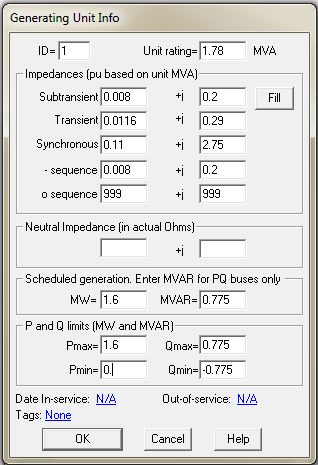 Generating Unit Info
ID= 1 Unit rating= 1.78 MVA
Impedances (pu based on unit MVA)
Subtransient 0.008 +j 0.2 Fill
Transient 0.0116 +j 0.29
Synchronous 0.11 +j 2.75
- sequence 0.008 +j 0.2
o sequence 999 +j 999
Neutral Impedance (in actual Ohms)
+j
Scheduled generation. Enter MVAR for PQ buses only
MW= 1.6 MVAR= 0.775
P and Q limits (MW and MVAR)
Pmax= 1.6 Qmax= 0.775
Pmin= 0. Qmin= -0.775
Date In-service: N/A Out-of-service: N/A
Tags: None
OK Cancel Help